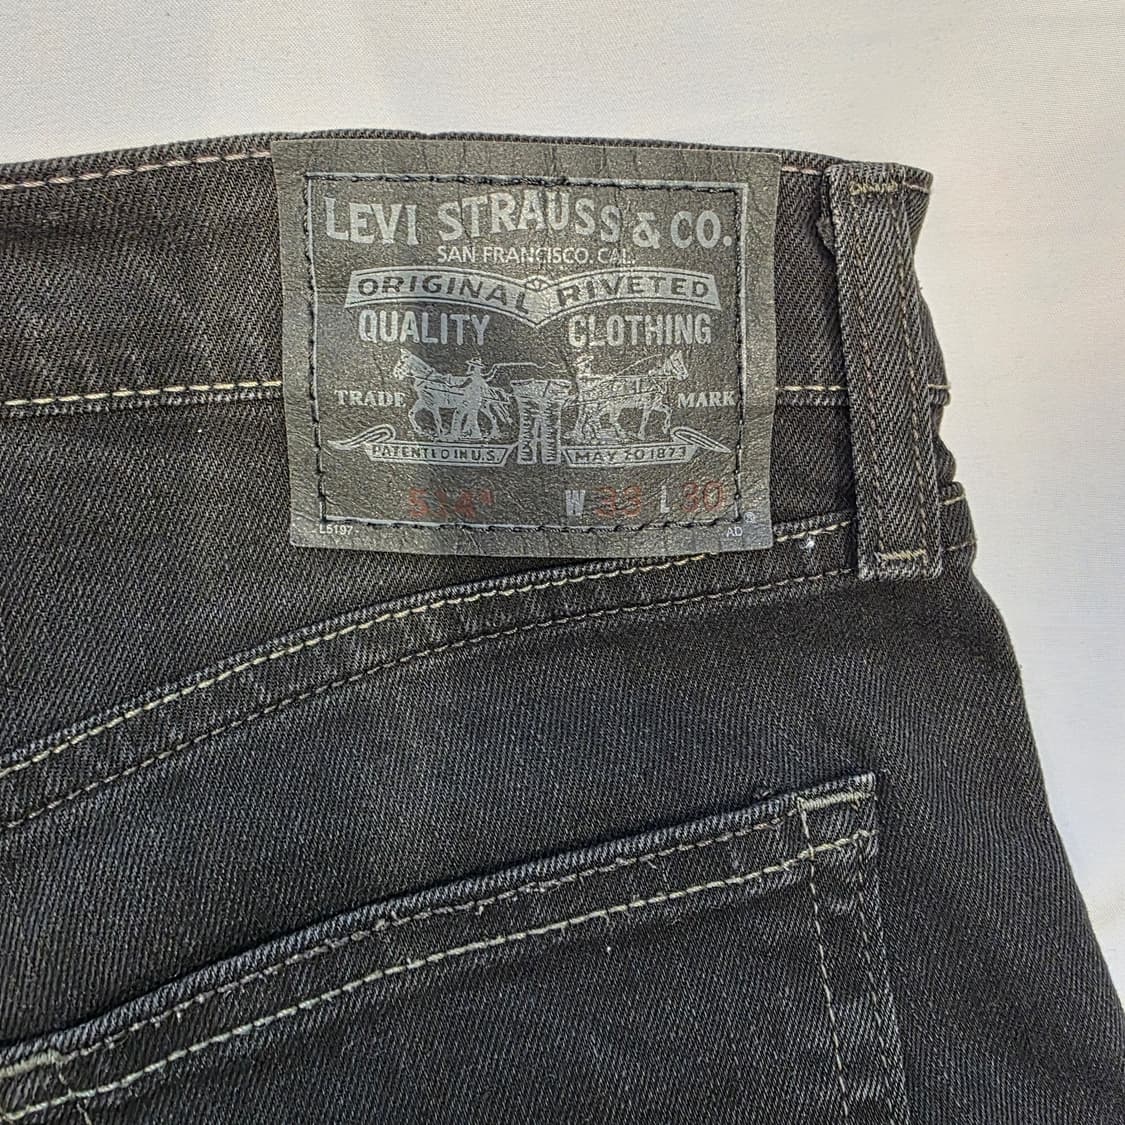 LEVI STRAUSS & CO.
SAN FRANCISCO. CAL.
ORIGINAL RIVETED
QUALITY CLOTHING
TRADE MARK
PATENTED IN U.S. MAY 20 1873
514™ W 33 L 30
L5197 AD ®